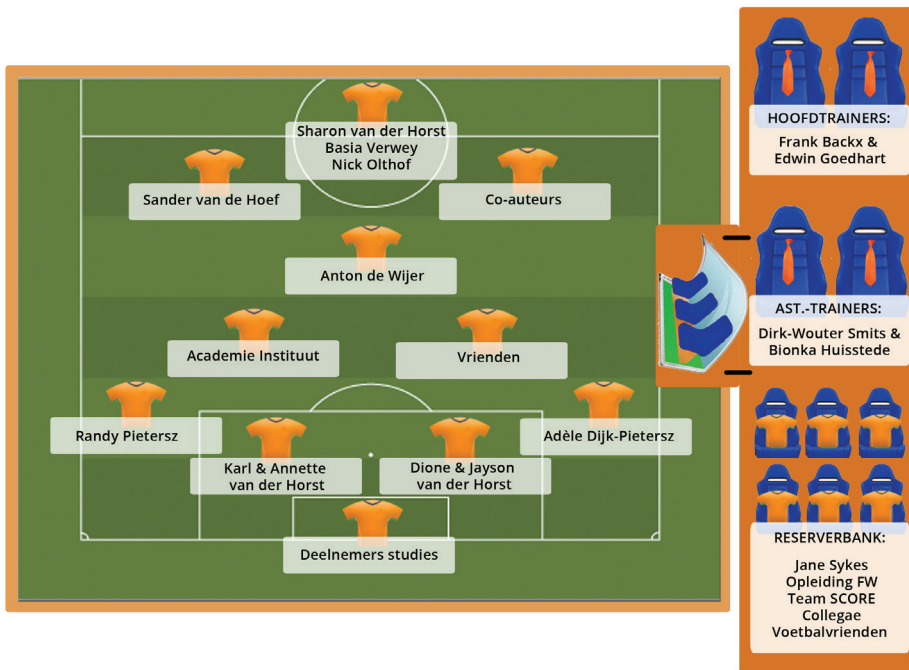 Sharon van der Horst
Basia Verwey
Nick Olthof
Sander van de Hoef
Co-auteurs
Anton de Wijer
Academie Instituut
Vrienden
Randy Pietersz
Adèle Dijk-Pietersz
Karl & Annette
van der Horst
Dione & Jayson
van der Horst
Deelnemers studies
HOOFDTRAINERS:
Frank Backx &
Edwin Goedhart
AST.-TRAINERS:
Dirk-Wouter Smits &
Bionka Huisstede
RESERVERBANK:
Jane Sykes
Opleiding FW
Team SCORE
Collegae
Voetbalvrienden